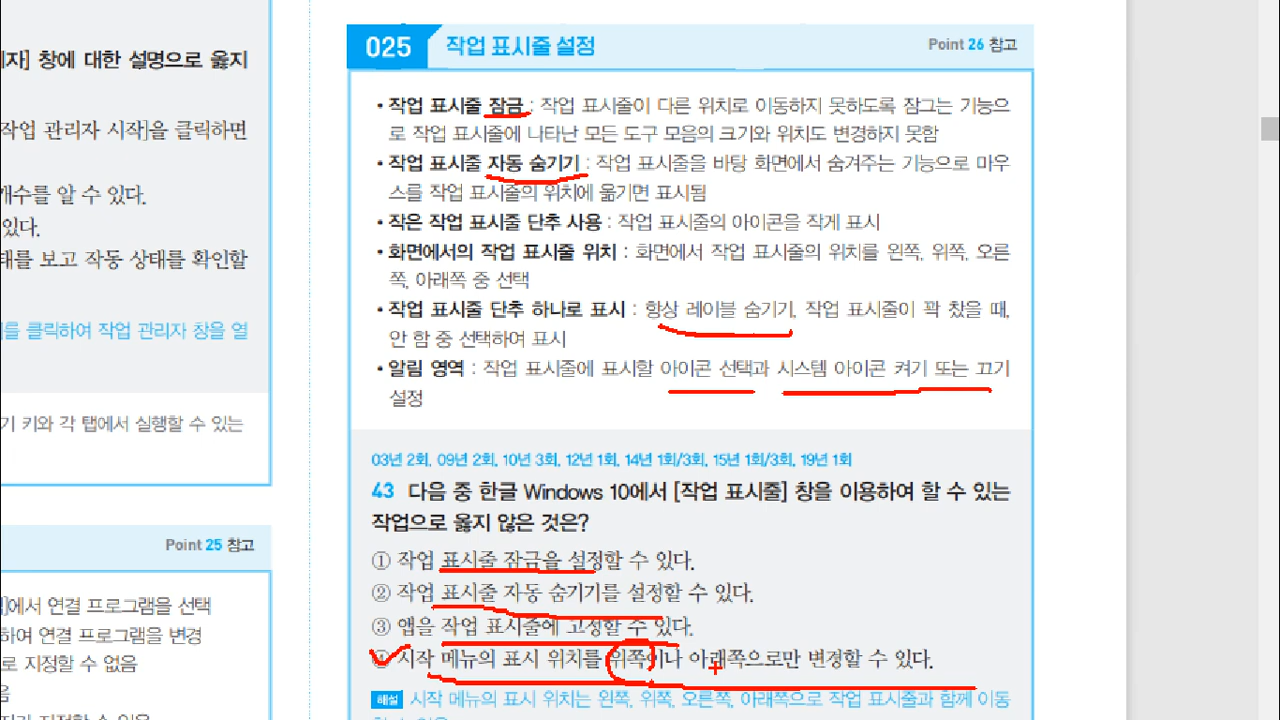 자] 창에 대한 설명으로 옳지
작업 관리자 시작]을 클릭하면
개수를 알 수 있다.
있다.
태를 보고 작동 상태를 확인할
를 클릭하여 작업 관리자 창을 열
기 키와 각 탭에서 실행할 수 있는
Point 25 참고
]에서 연결 프로그램을 선택
하여 연결 프로그램을 변경
로 지정할 수 없음
음
025 작업 표시줄 설정 Point 26 참고
• 작업 표시줄 잠금 : 작업 표시줄이 다른 위치로 이동하지 못하도록 잠그는 기능으
로 작업 표시줄에 나타난 모든 도구 모음의 크기와 위치도 변경하지 못함
• 작업 표시줄 자동 숨기기 : 작업 표시줄을 바탕 화면에서 숨겨주는 기능으로 마우
스를 작업 표시줄의 위치에 옮기면 표시됨
• 작은 작업 표시줄 단추 사용 : 작업 표시줄의 아이콘을 작게 표시
• 화면에서의 작업 표시줄 위치 : 화면에서 작업 표시줄의 위치를 왼쪽, 위쪽, 오른
쪽, 아래쪽 중 선택
• 작업 표시줄 단추 하나로 표시 : 항상 레이블 숨기기, 작업 표시줄이 꽉 찼을 때,
안 함 중 선택하여 표시
• 알림 영역 : 작업 표시줄에 표시할 아이콘 선택과 시스템 아이콘 켜기 또는 끄기
설정
03년 2회, 09년 2회, 10년 3회, 12년 1회, 14년 1회/3회, 15년 1회/3회, 19년 1회
43 다음 중 한글 Windows 10에서 [작업 표시줄] 창을 이용하여 할 수 있는
작업으로 옳지 않은 것은?
① 작업 표시줄 잠금을 설정할 수 있다.
② 작업 표시줄 자동 숨기기를 설정할 수 있다.
③ 앱을 작업 표시줄에 고정할 수 있다.
④ 시작 메뉴의 표시 위치를 위쪽이나 아래쪽으로만 변경할 수 있다.
해설 시작 메뉴의 표시 위치는 왼쪽, 위쪽, 오른쪽, 아래쪽으로 작업 표시줄과 함께 이동